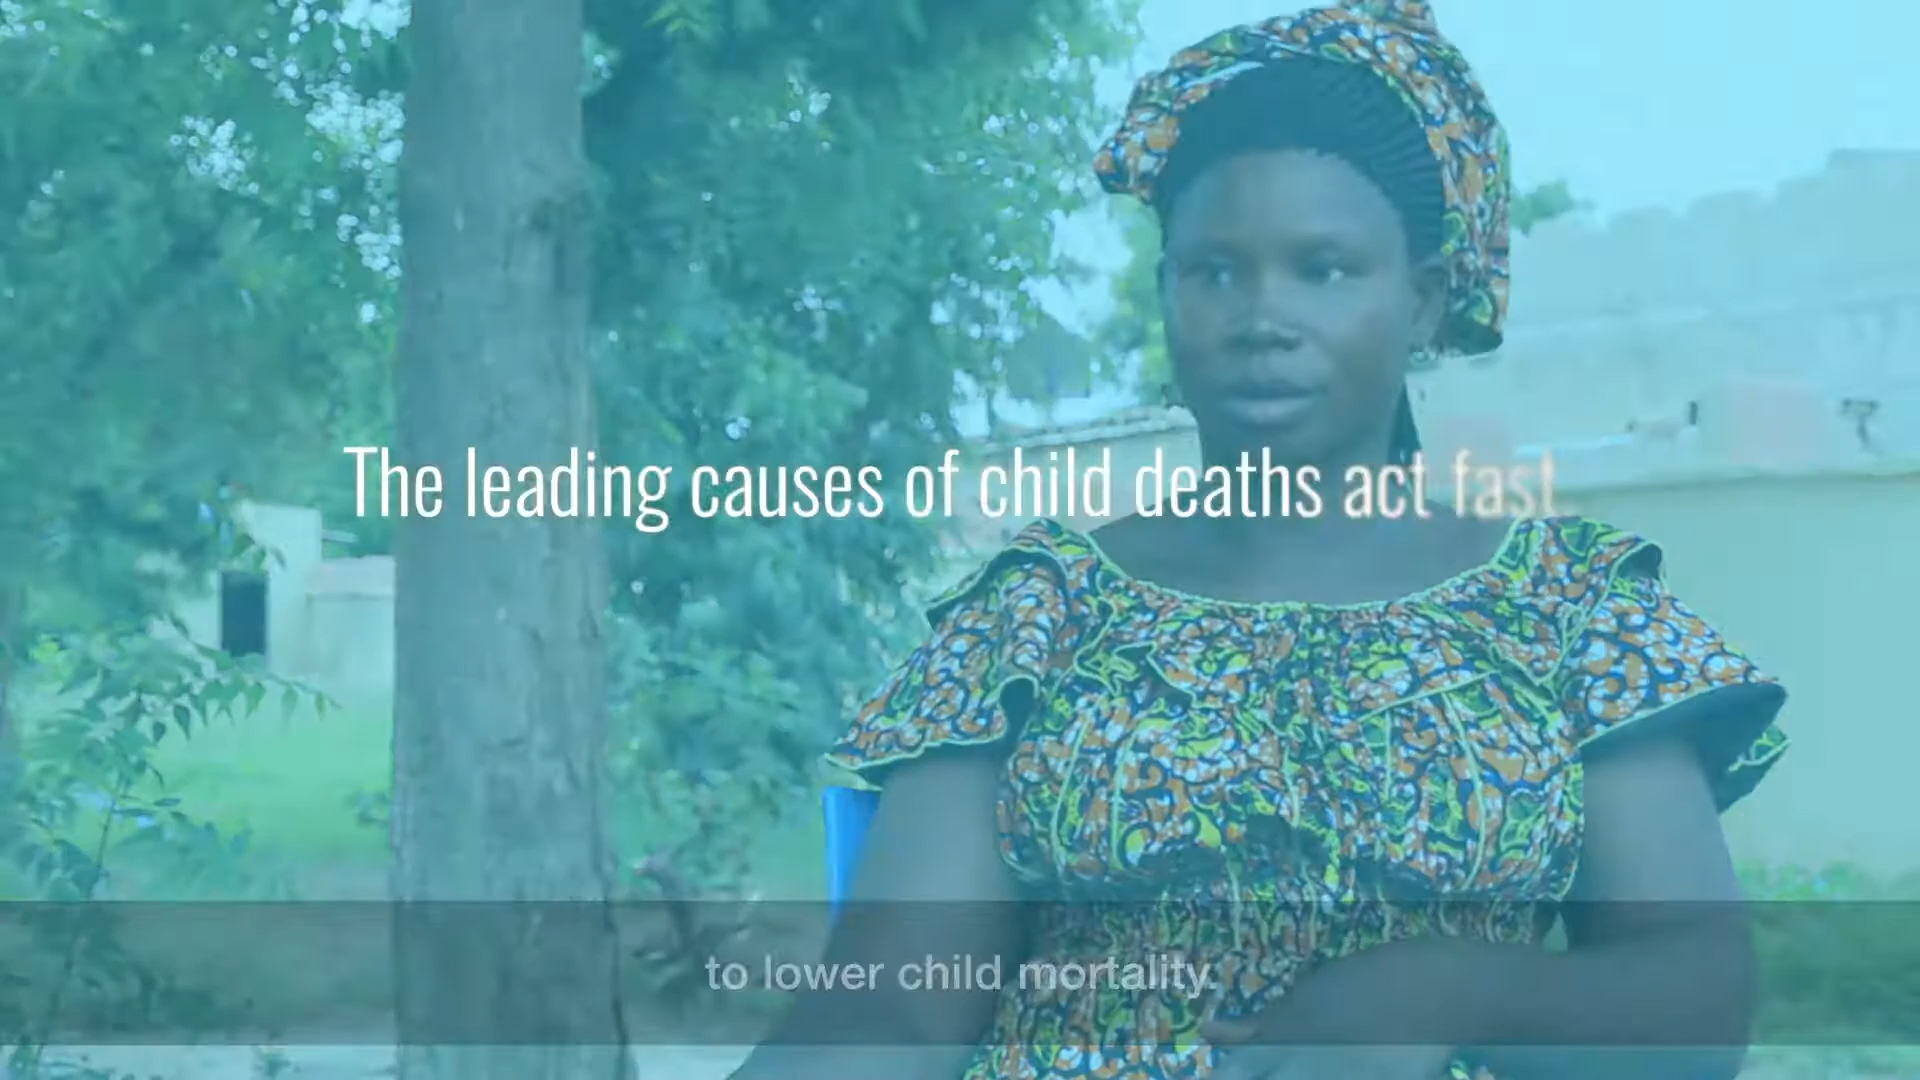 The leading causes of child deaths act fast.
to lower child mortality.